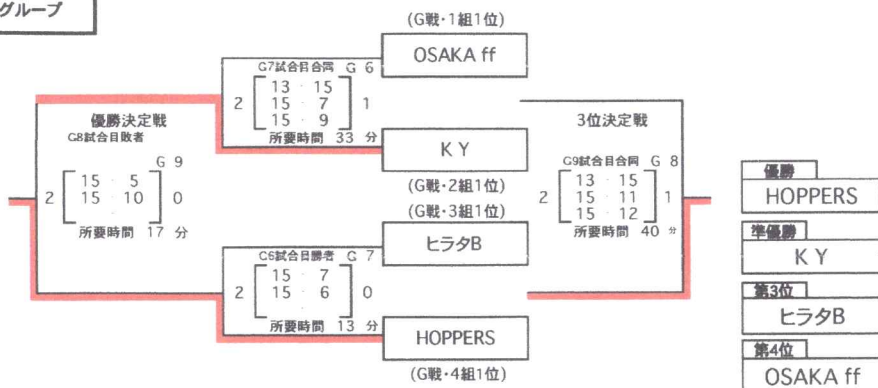 グループ
(G戦・1組1位)
OSAKA ff
G7試合目合同 G 6
2 13 - 15 1
15 - 7
15 - 9
所要時間 33 分
K Y
(G戦・2組1位)
優勝決定戦
G8試合目敗者
G 9
2 15 - 5 0
15 - 10
-
所要時間 17 分
(G戦・3組1位)
ヒラタB
G6試合目勝者 G 7
2 15 - 7 0
15 - 6
-
所要時間 13 分
HOPPERS
(G戦・4組1位)
3位決定戦
G9試合目合同 G 8
2 13 - 15 1
15 - 11
15 - 12
所要時間 40 分
優勝
HOPPERS
準優勝
K Y
第3位
ヒラタB
第4位
OSAKA ff